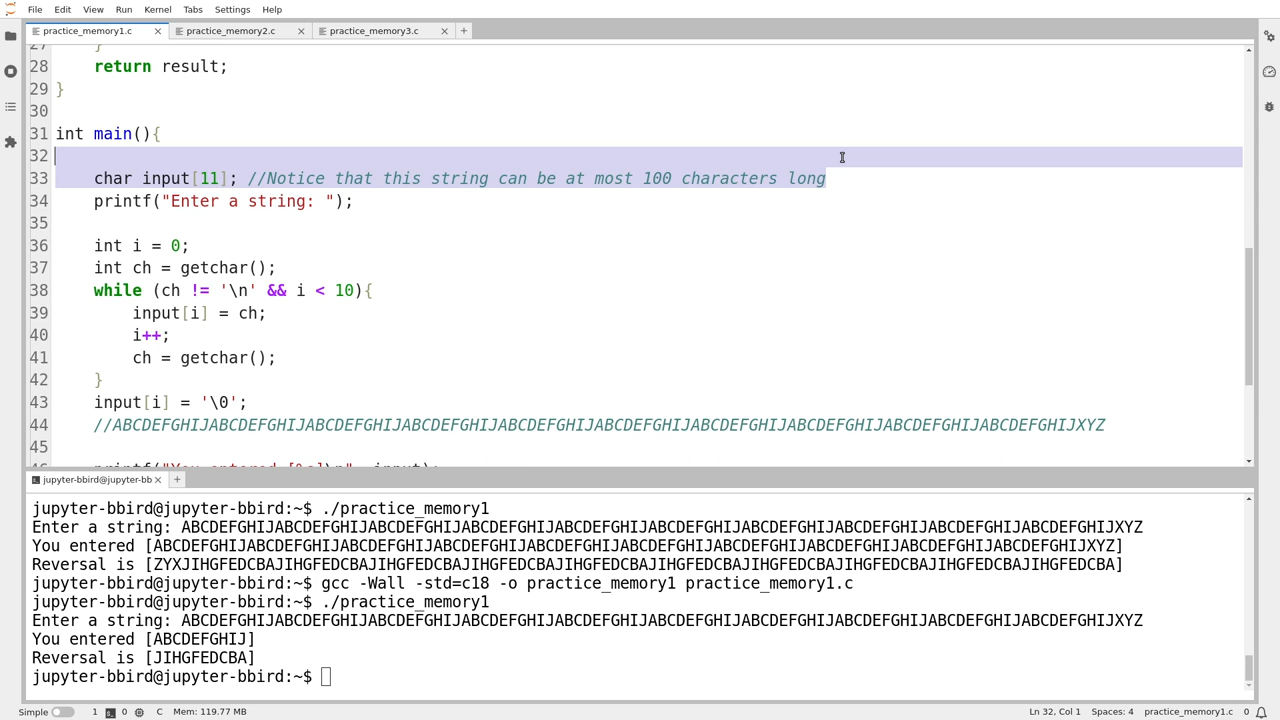 File Edit View Run Kernel Tabs Settings Help
practice_memory1.c practice_memory2.c practice_memory3.c
27 }
28 return result;
29 }
30
31 int main(){
32
33 char input[11]; //Notice that this string can be at most 100 characters long
34 printf("Enter a string: ");
35
36 int i = 0;
37 int ch = getchar();
38 while (ch != '\n' && i < 10){
39 input[i] = ch;
40 i++;
41 ch = getchar();
42 }
43 input[i] = '\0';
44 //ABCDEFGHIJABCDEFGHIJABCDEFGHIJABCDEFGHIJABCDEFGHIJABCDEFGHIJABCDEFGHIJABCDEFGHIJABCDEFGHIJABCDEFGHIJXYZ
45
46 printf("You entered [%s]\n", input);
jupyter-bbird@jupyter-bb
jupyter-bbird@jupyter-bbird:~$ ./practice_memory1
Enter a string: ABCDEFGHIJABCDEFGHIJABCDEFGHIJABCDEFGHIJABCDEFGHIJABCDEFGHIJABCDEFGHIJABCDEFGHIJABCDEFGHIJABCDEFGHIJXYZ
You entered [ABCDEFGHIJABCDEFGHIJABCDEFGHIJABCDEFGHIJABCDEFGHIJABCDEFGHIJABCDEFGHIJABCDEFGHIJABCDEFGHIJABCDEFGHIJXYZ]
Reversal is [ZYXJIHGFEDCBAJIHGFEDCBAJIHGFEDCBAJIHGFEDCBAJIHGFEDCBAJIHGFEDCBAJIHGFEDCBAJIHGFEDCBAJIHGFEDCBAJIHGFEDCBA]
jupyter-bbird@jupyter-bbird:~$ gcc -Wall -std=c18 -o practice_memory1 practice_memory1.c
jupyter-bbird@jupyter-bbird:~$ ./practice_memory1
Enter a string: ABCDEFGHIJABCDEFGHIJABCDEFGHIJABCDEFGHIJABCDEFGHIJABCDEFGHIJABCDEFGHIJABCDEFGHIJABCDEFGHIJABCDEFGHIJXYZ
You entered [ABCDEFGHIJ]
Reversal is [JIHGFEDCBA]
jupyter-bbird@jupyter-bbird:~$
Simple 1 0 C Mem: 119.77 MB Ln 32, Col 1 Spaces: 4 practice_memory1.c 0